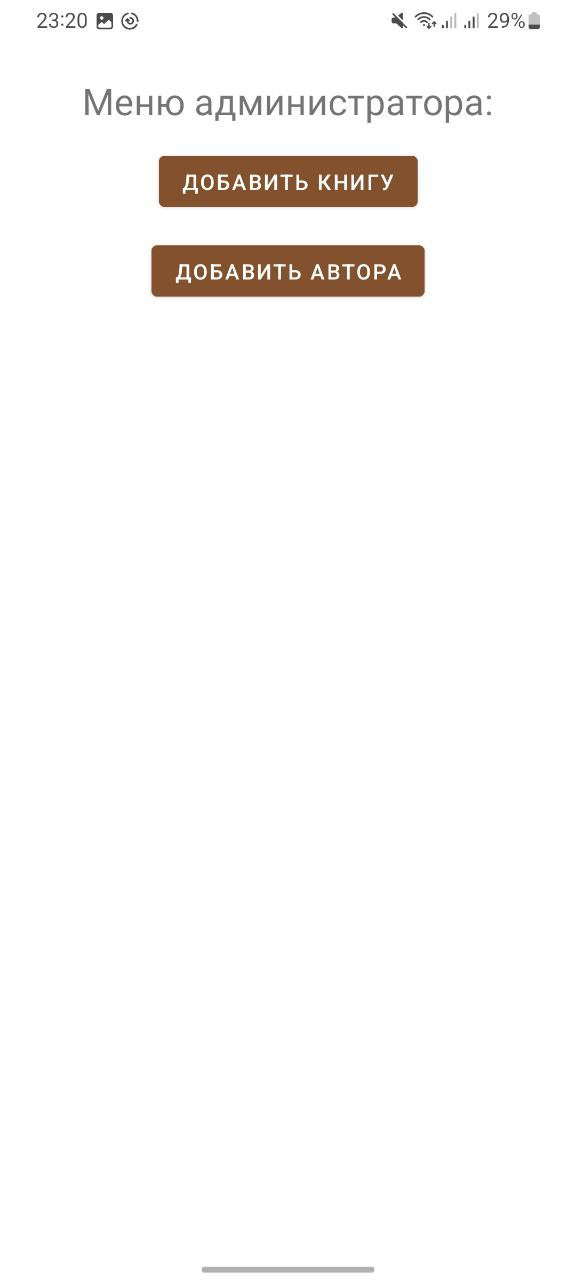 23:20 29%
Меню администратора:
ДОБАВИТЬ КНИГУ
ДОБАВИТЬ АВТОРА